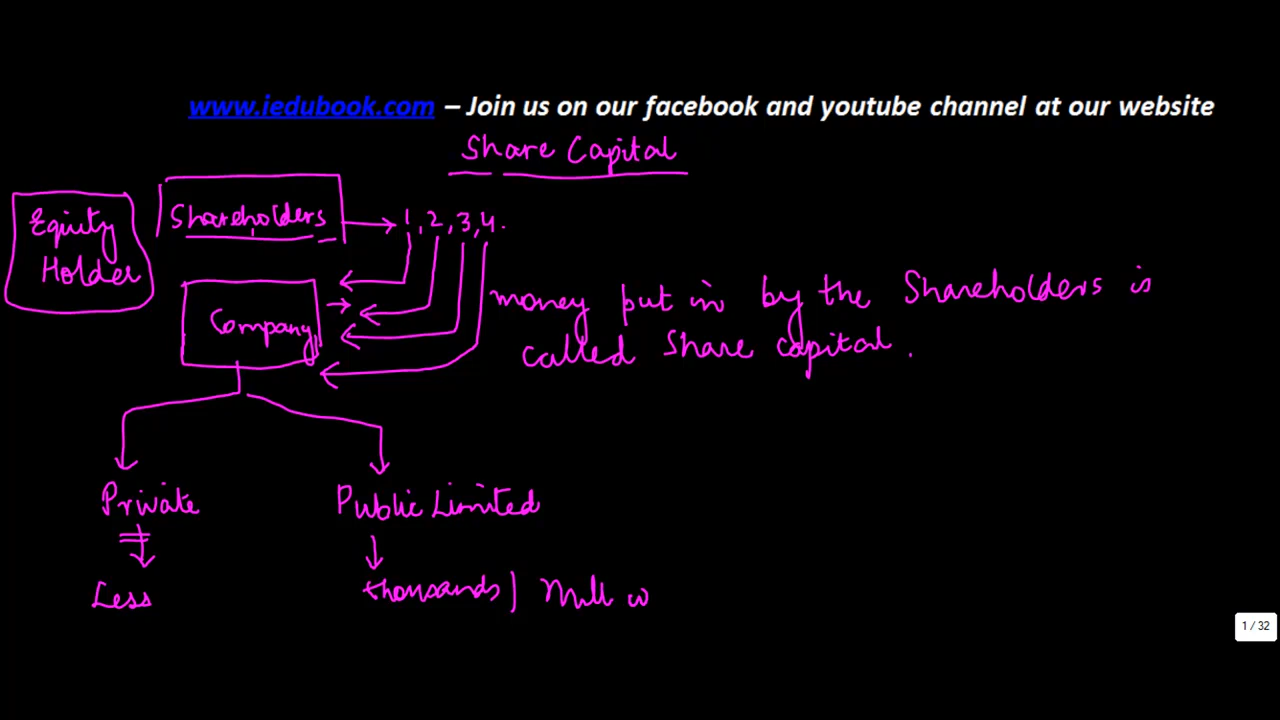 www.iedubook.com – Join us on our facebook and youtube channel at our website
Share Capital
Equity
Holder
Shareholders → 1, 2, 3, 4.
Company
money put in by the Shareholders is
called Share capital.
Private
Public Limited
Less
thousands | Mill
1 / 32